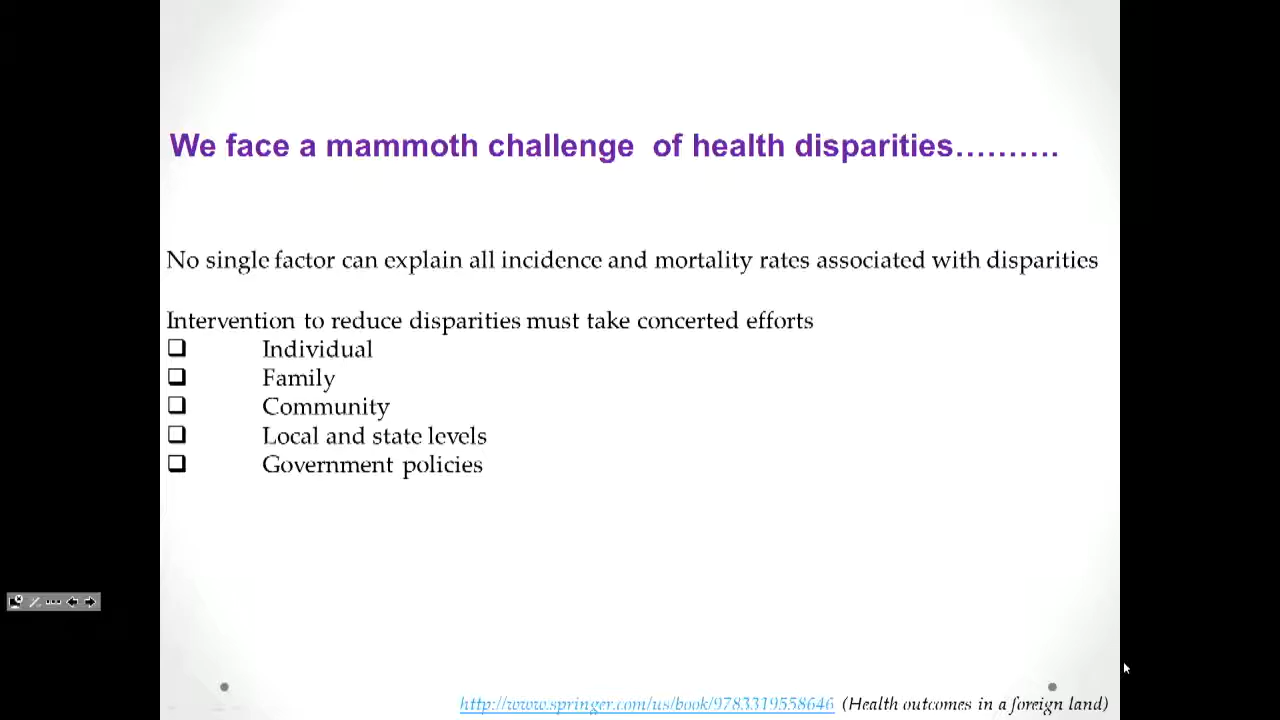 We face a mammoth challenge of health disparities……….
No single factor can explain all incidence and mortality rates associated with disparities
Intervention to reduce disparities must take concerted efforts
❑ Individual
❑ Family
❑ Community
❑ Local and state levels
❑ Government policies
http://www.springer.com/us/book/9783319558646 (Health outcomes in a foreign land)